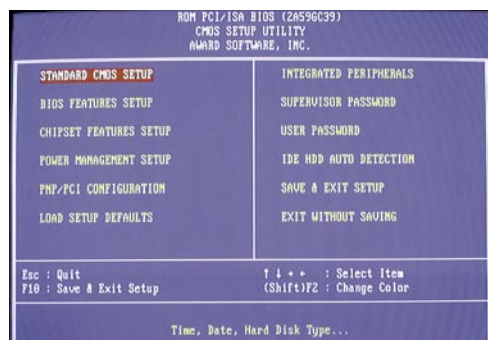 ROM PCI/ISA BIOS (2A59GC39)
CMOS SETUP UTILITY
AWARD SOFTWARE, INC.
STANDARD CMOS SETUP
BIOS FEATURES SETUP
CHIPSET FEATURES SETUP
POWER MANAGEMENT SETUP
PNP/PCI CONFIGURATION
LOAD SETUP DEFAULTS
INTEGRATED PERIPHERALS
SUPERVISOR PASSWORD
USER PASSWORD
IDE HDD AUTO DETECTION
SAVE & EXIT SETUP
EXIT WITHOUT SAVING
Esc : Quit
F10 : Save & Exit Setup
↑ ↓ → ← : Select Item
(Shift)F2 : Change Color
Time, Date, Hard Disk Type...